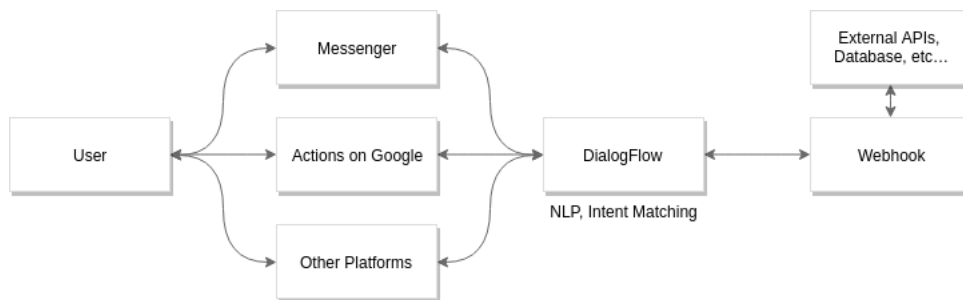 Messenger
External APIs,
Database, etc…
User
Actions on Google
DialogFlow
Webhook
NLP, Intent Matching
Other Platforms